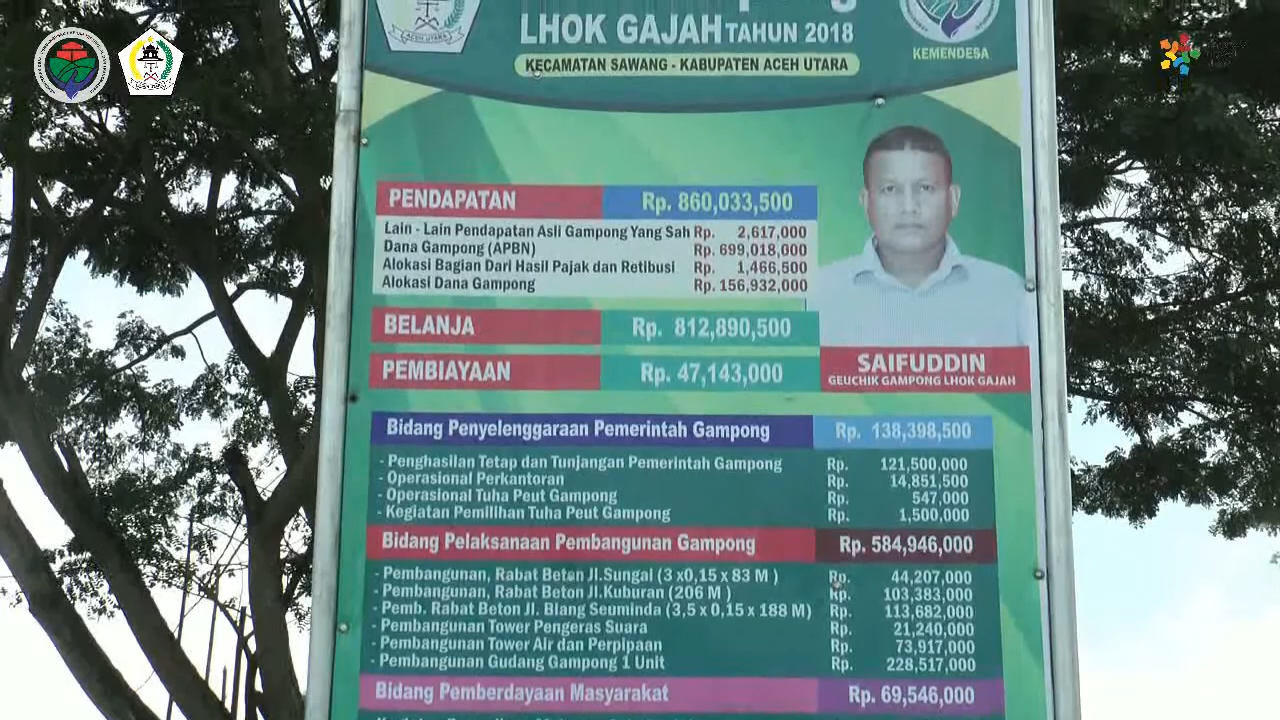 LHOK GAJAH TAHUN 2018
KECAMATAN SAWANG - KABUPATEN ACEH UTARA
ACEH UTARA
KEMENDESA
PENDAPATAN Rp. 860,033,500
Lain - Lain Pendapatan Asli Gampong Yang Sah Rp. 2,617,000
Dana Gampong (APBN) Rp. 699,018,000
Alokasi Bagian Dari Hasil Pajak dan Retibusi Rp. 1,466,500
Alokasi Dana Gampong Rp. 156,932,000
BELANJA Rp. 812,890,500
PEMBIAYAAN Rp. 47,143,000
SAIFUDDIN
GEUCHIK GAMPONG LHOK GAJAH
Bidang Penyelenggaraan Pemerintah Gampong Rp. 138,398,500
- Penghasilan Tetap dan Tunjangan Pemerintah Gampong Rp. 121,500,000
- Operasional Perkantoran Rp. 14,851,500
- Operasional Tuha Peut Gampong Rp. 547,000
- Kegiatan Pemilihan Tuha Peut Gampong Rp. 1,500,000
Bidang Pelaksanaan Pembangunan Gampong Rp. 584,946,000
- Pembangunan, Rabat Beton Jl.Sungai (3 x0,15 x 83 M ) Rp. 44,207,000
- Pembangunan, Rabat Beton Jl.Kuburan (206 M ) Rp. 103,383,000
- Pemb. Rabat Beton Jl. Blang Seuminda (3,5 x 0,15 x 188 M) Rp. 113,682,000
- Pembangunan Tower Pengeras Suara Rp. 21,240,000
- Pembangunan Tower Air dan Perpipaan Rp. 73,917,000
- Pembangunan Gudang Gampong 1 Unit Rp. 228,517,000
Bidang Pemberdayaan Masyarakat Rp. 69,546,000